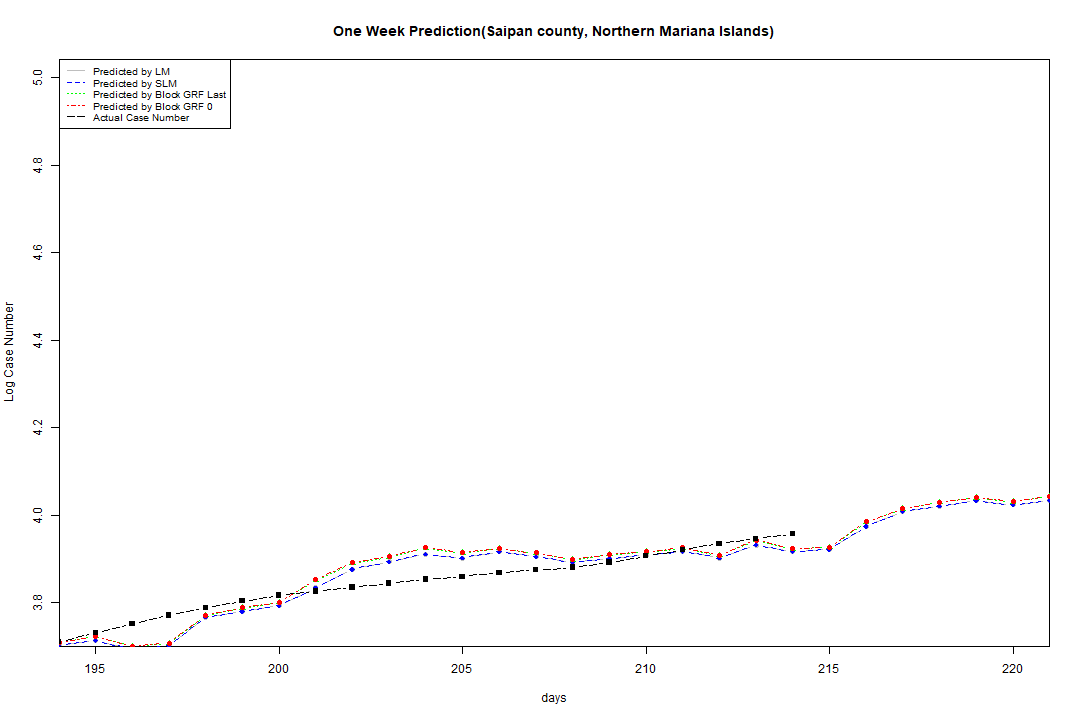 One Week Prediction(Saipan county, Northern Mariana Islands)
Predicted by LM
Predicted by SLM
Predicted by Block GRF Last
Predicted by Block GRF 0
Actual Case Number
5.0
4.8
4.6
4.4
4.2
4.0
3.8
Log Case Number
195 200 205 210 215 220
days